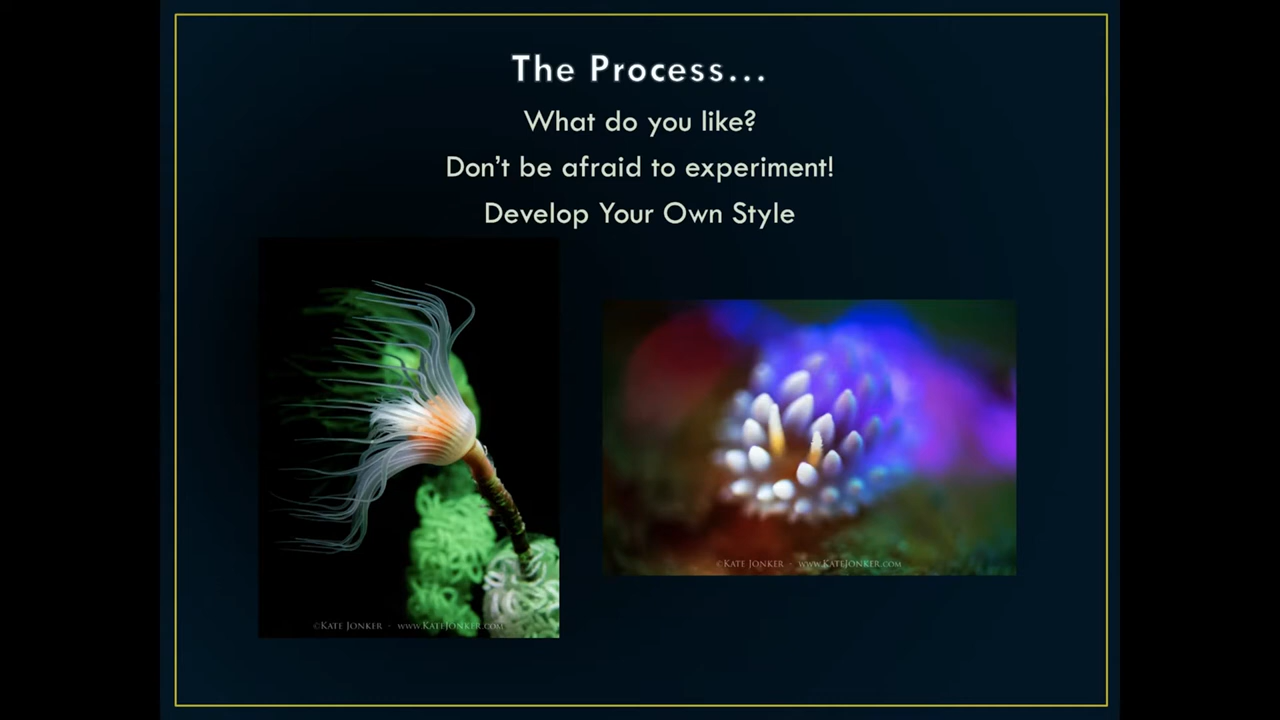 The Process...
What do you like?
Don't be afraid to experiment!
Develop Your Own Style
©KATE JONKER - WWW.KATEJONKER.COM
©KATE JONKER - WWW.KATEJONKER.COM